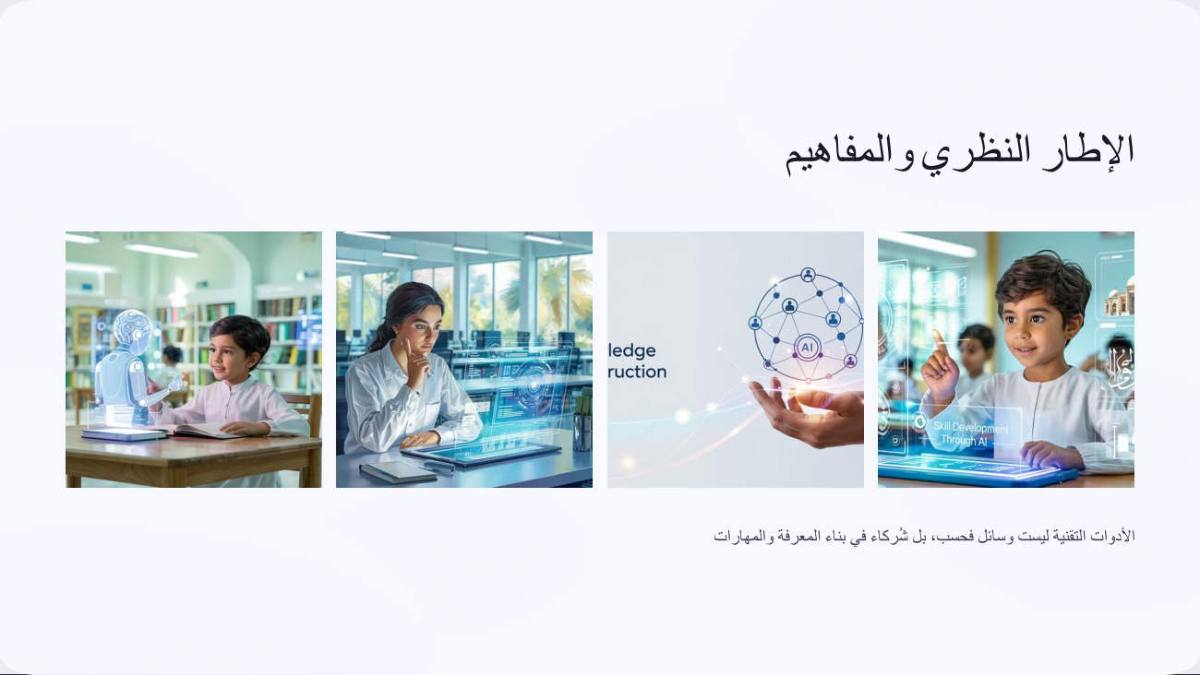 الإطار النظري والمفاهيم
Skill Development
Through AI
AI
ledge
ruction
الأدوات التقنية ليست وسائل فحسب، بل شُركاء في بناء المعرفة والمهارات